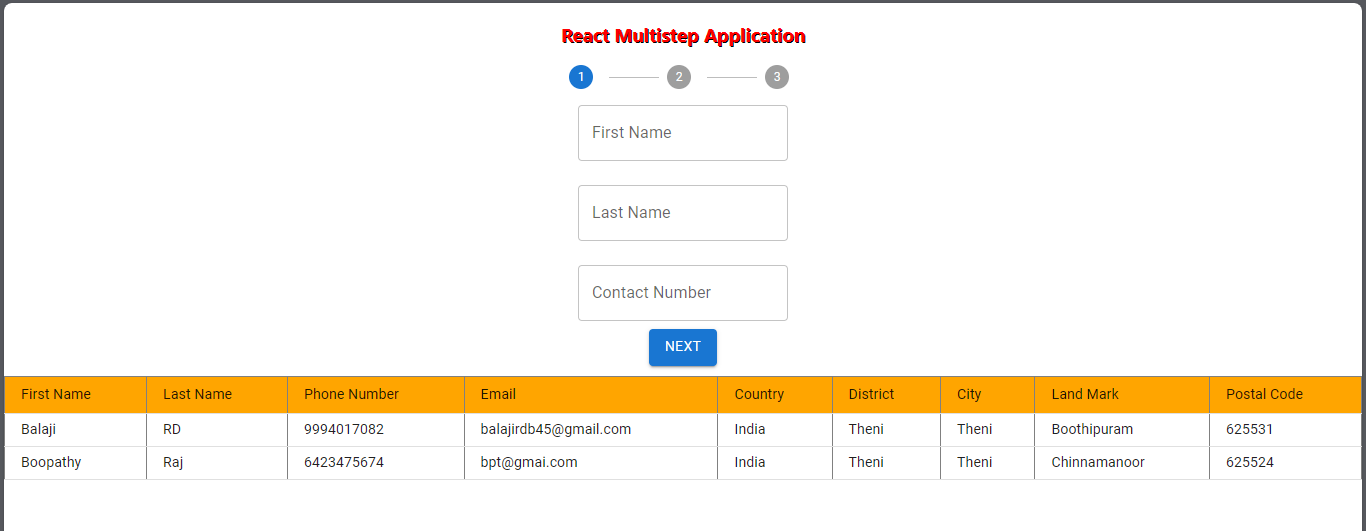 React Multistep Application
1 2 3
First Name
Last Name
Contact Number
NEXT
First Name Last Name Phone Number Email Country District City Land Mark Postal Code
Balaji RD 9994017082 balajirdb45@gmail.com India Theni Theni Boothipuram 625531
Boopathy Raj 6423475674 bpt@gmai.com India Theni Theni Chinnamanoor 625524